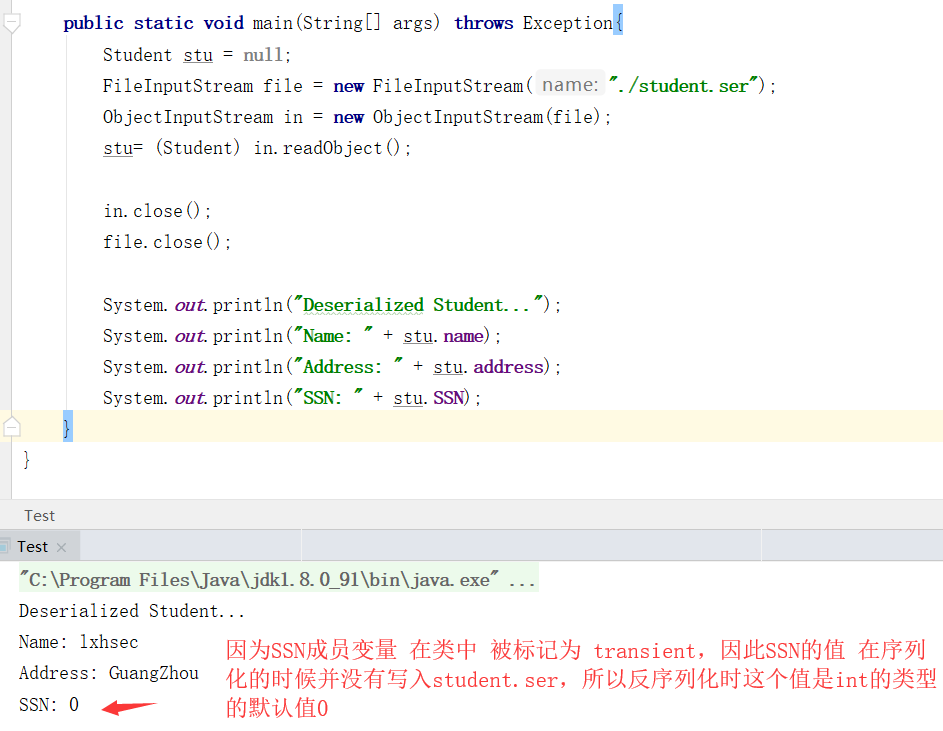 public static void main(String[] args) throws Exception{
Student stu = null;
FileInputStream file = new FileInputStream( name: "./student.ser");
ObjectInputStream in = new ObjectInputStream(file);
stu= (Student) in.readObject();
in.close();
file.close();
System.out.println("Deserialized Student...");
System.out.println("Name: " + stu.name);
System.out.println("Address: " + stu.address);
System.out.println("SSN: " + stu.SSN);
}
}
Test
Test ×
"C:\Program Files\Java\jdk1.8.0_91\bin\java.exe" ...
Deserialized Student...
Name: lxhsec
Address: GuangZhou
SSN: 0
因为SSN成员变量 在类中 被标记为 transient，因此SSN的值 在序列
化的时候并没有写入student.ser，所以反序列化时这个值是int的类型
的默认值0